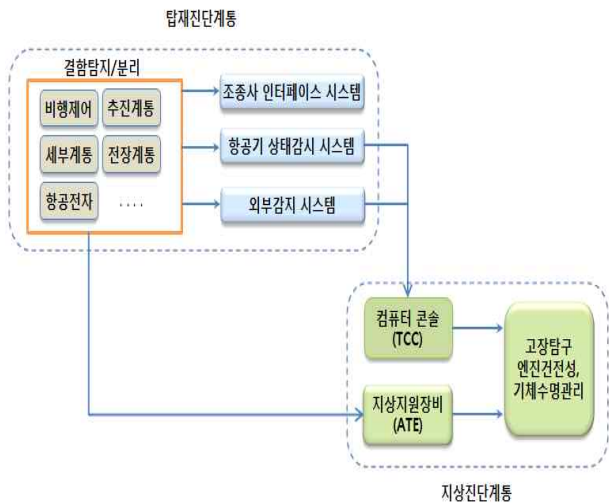 탑재진단계통
결함탐지/분리
비행제어
추진계통
세부계통
전장계통
항공전자
....
조종사 인터페이스 시스템
항공기 상태감시 시스템
외부감지 시스템
컴퓨터 콘솔
(TCC)
지상지원장비
(ATE)
고장탐구
엔진건전성,
기체수명관리
지상진단계통